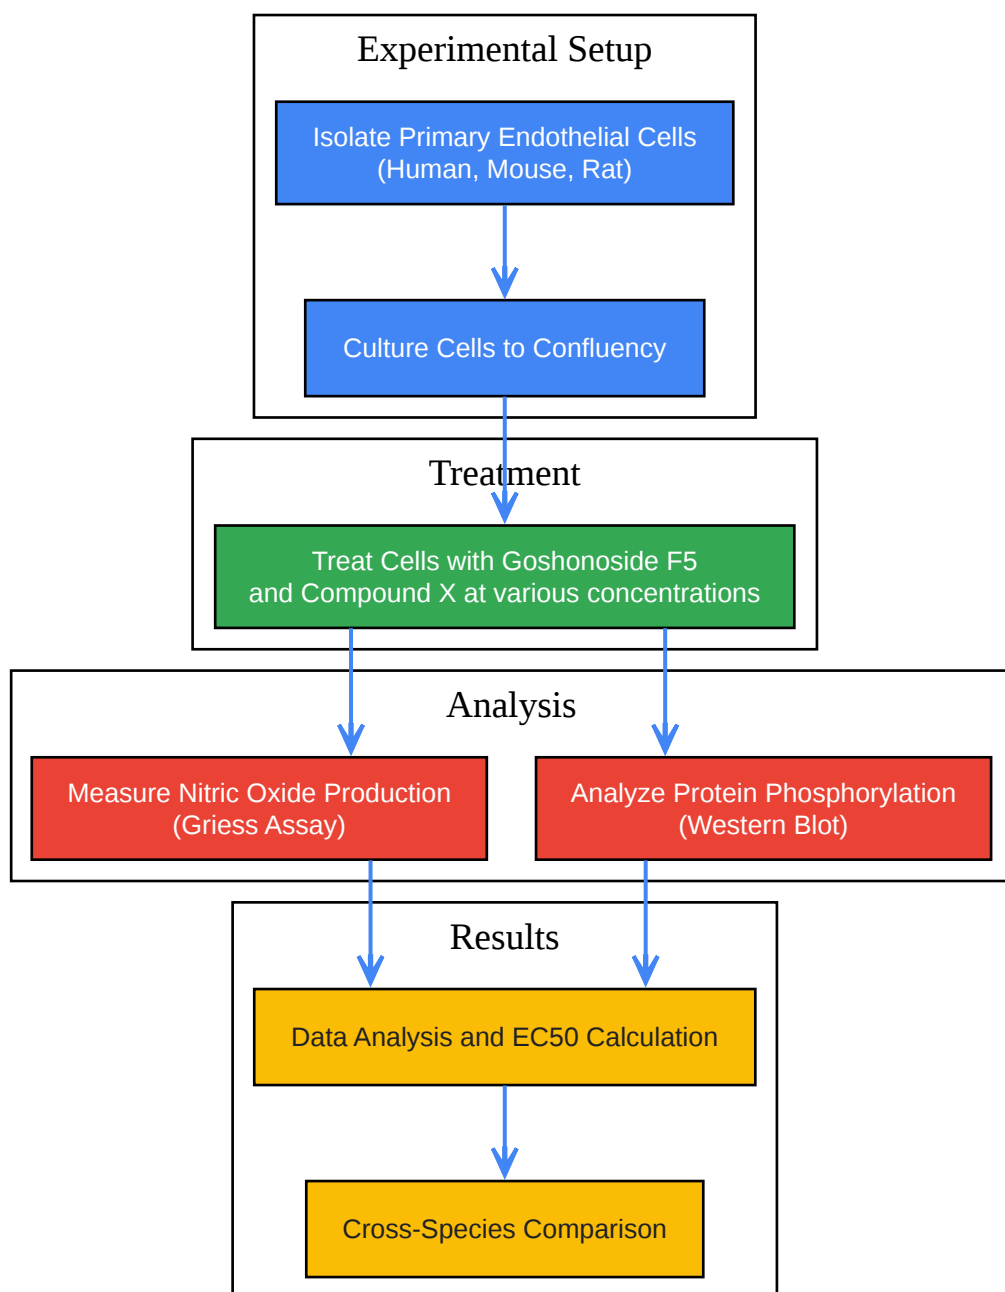 Experimental Setup
Isolate Primary Endothelial Cells
(Human, Mouse, Rat)
Culture Cells to Confluency
Treatment
Treat Cells with Goshonoside F5
and Compound X at various concentrations
Analysis
Measure Nitric Oxide Production
(Griess Assay)
Analyze Protein Phosphorylation
(Western Blot)
Results
Data Analysis and EC50 Calculation
Cross-Species Comparison